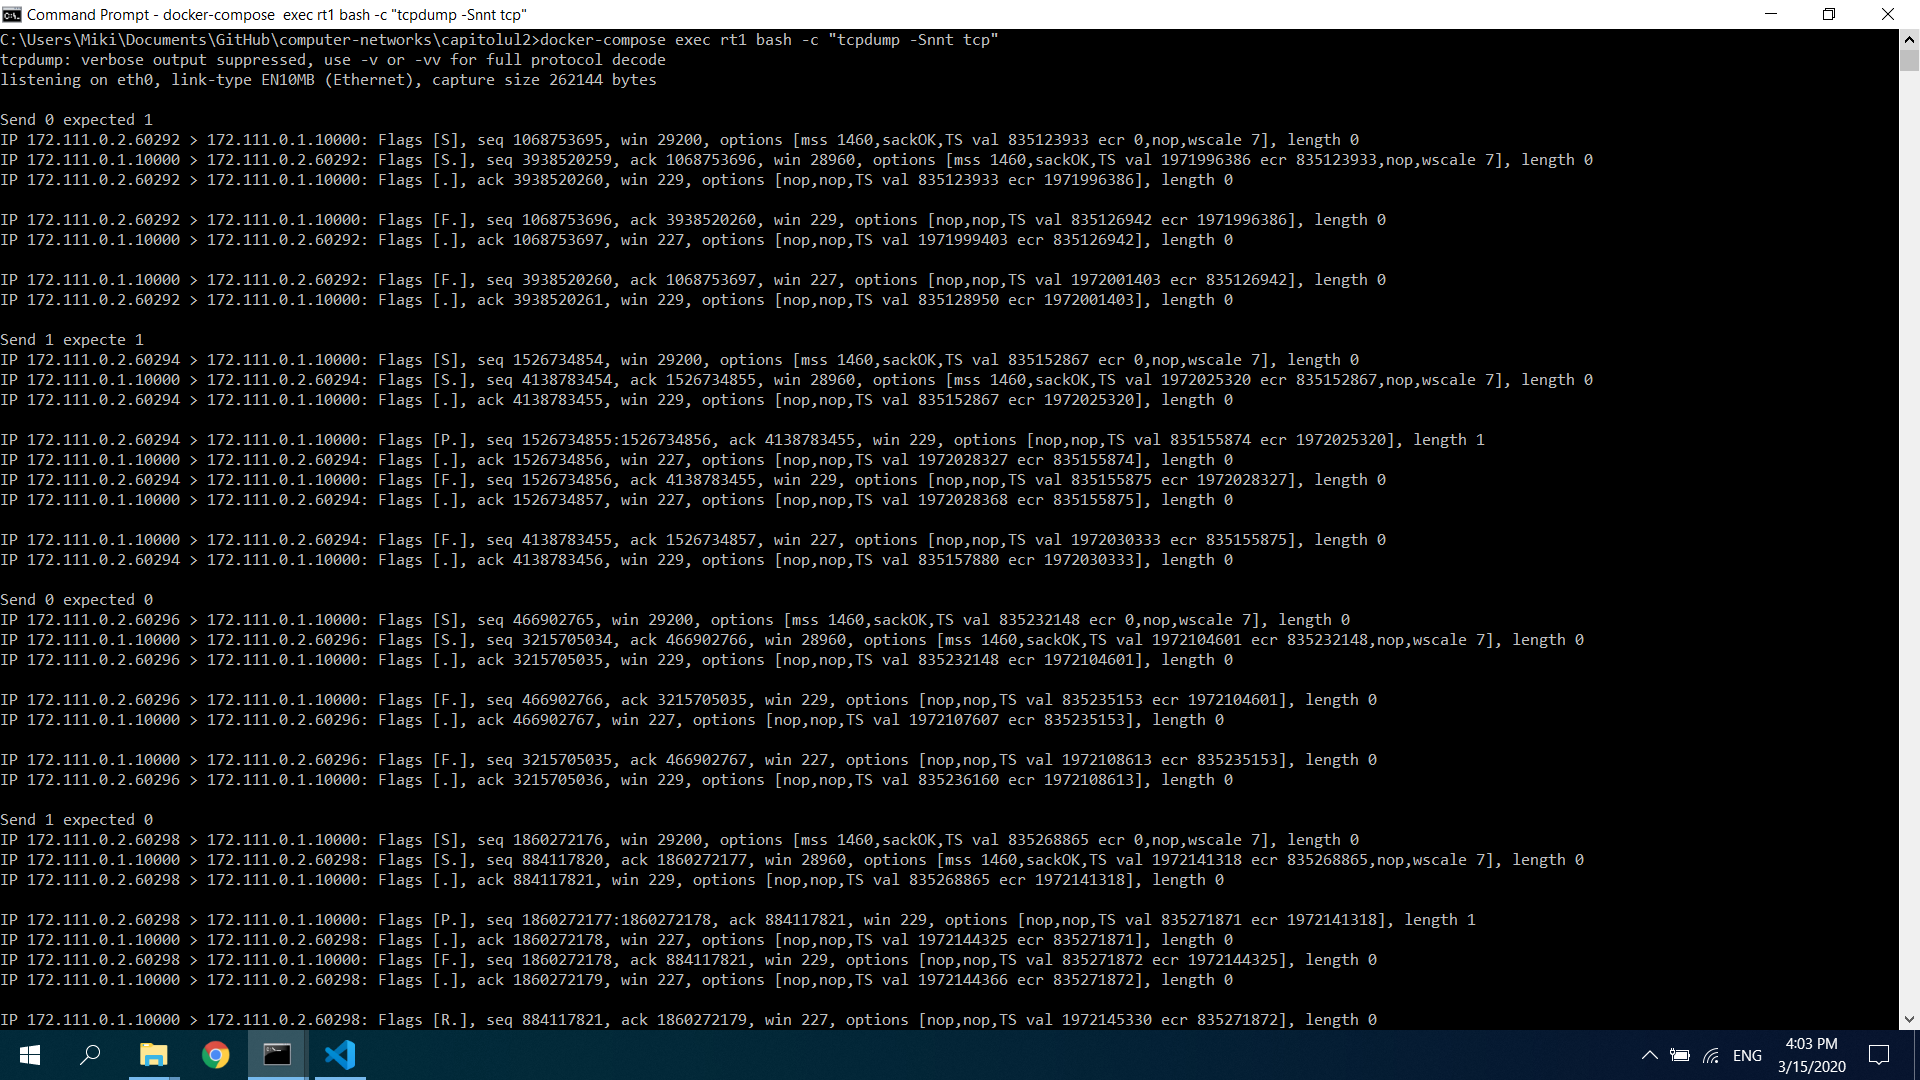 Command Prompt - docker-compose  exec rt1 bash -c "tcpdump -Snnt tcp"
C:\Users\Miki\Documents\GitHub\computer-networks\capitolul2>docker-compose exec rt1 bash -c "tcpdump -Snnt tcp"
tcpdump: verbose output suppressed, use -v or -vv for full protocol decode
listening on eth0, link-type EN10MB (Ethernet), capture size 262144 bytes

Send 0 expected 1
IP 172.111.0.2.60292 > 172.111.0.1.10000: Flags [S], seq 1068753695, win 29200, options [mss 1460,sackOK,TS val 835123933 ecr 0,nop,wscale 7], length 0
IP 172.111.0.1.10000 > 172.111.0.2.60292: Flags [S.], seq 3938520259, ack 1068753696, win 28960, options [mss 1460,sackOK,TS val 1971996386 ecr 835123933,nop,wscale 7], length 0
IP 172.111.0.2.60292 > 172.111.0.1.10000: Flags [.], ack 3938520260, win 229, options [nop,nop,TS val 835123933 ecr 1971996386], length 0

IP 172.111.0.2.60292 > 172.111.0.1.10000: Flags [F.], seq 1068753696, ack 3938520260, win 229, options [nop,nop,TS val 835126942 ecr 1971996386], length 0
IP 172.111.0.1.10000 > 172.111.0.2.60292: Flags [.], ack 1068753697, win 227, options [nop,nop,TS val 1971999403 ecr 835126942], length 0

IP 172.111.0.1.10000 > 172.111.0.2.60292: Flags [F.], seq 3938520260, ack 1068753697, win 227, options [nop,nop,TS val 1972001403 ecr 835126942], length 0
IP 172.111.0.2.60292 > 172.111.0.1.10000: Flags [.], ack 3938520261, win 229, options [nop,nop,TS val 835128950 ecr 1972001403], length 0

Send 1 expecte 1
IP 172.111.0.2.60294 > 172.111.0.1.10000: Flags [S], seq 1526734854, win 29200, options [mss 1460,sackOK,TS val 835152867 ecr 0,nop,wscale 7], length 0
IP 172.111.0.1.10000 > 172.111.0.2.60294: Flags [S.], seq 4138783454, ack 1526734855, win 28960, options [mss 1460,sackOK,TS val 1972025320 ecr 835152867,nop,wscale 7], length 0
IP 172.111.0.2.60294 > 172.111.0.1.10000: Flags [.], ack 4138783455, win 229, options [nop,nop,TS val 835152867 ecr 1972025320], length 0

IP 172.111.0.2.60294 > 172.111.0.1.10000: Flags [P.], seq 1526734855:1526734856, ack 4138783455, win 229, options [nop,nop,TS val 835155874 ecr 1972025320], length 1
IP 172.111.0.1.10000 > 172.111.0.2.60294: Flags [.], ack 1526734856, win 227, options [nop,nop,TS val 1972028327 ecr 835155874], length 0
IP 172.111.0.2.60294 > 172.111.0.1.10000: Flags [F.], seq 1526734856, ack 4138783455, win 229, options [nop,nop,TS val 835155875 ecr 1972028327], length 0
IP 172.111.0.1.10000 > 172.111.0.2.60294: Flags [.], ack 1526734857, win 227, options [nop,nop,TS val 1972028368 ecr 835155875], length 0

IP 172.111.0.1.10000 > 172.111.0.2.60294: Flags [F.], seq 4138783455, ack 1526734857, win 227, options [nop,nop,TS val 1972030333 ecr 835155875], length 0
IP 172.111.0.2.60294 > 172.111.0.1.10000: Flags [.], ack 4138783456, win 229, options [nop,nop,TS val 835157880 ecr 1972030333], length 0

Send 0 expected 0
IP 172.111.0.2.60296 > 172.111.0.1.10000: Flags [S], seq 466902765, win 29200, options [mss 1460,sackOK,TS val 835232148 ecr 0,nop,wscale 7], length 0
IP 172.111.0.1.10000 > 172.111.0.2.60296: Flags [S.], seq 3215705034, ack 466902766, win 28960, options [mss 1460,sackOK,TS val 1972104601 ecr 835232148,nop,wscale 7], length 0
IP 172.111.0.2.60296 > 172.111.0.1.10000: Flags [.], ack 3215705035, win 229, options [nop,nop,TS val 835232148 ecr 1972104601], length 0

IP 172.111.0.2.60296 > 172.111.0.1.10000: Flags [F.], seq 466902766, ack 3215705035, win 229, options [nop,nop,TS val 835235153 ecr 1972104601], length 0
IP 172.111.0.1.10000 > 172.111.0.2.60296: Flags [.], ack 466902767, win 227, options [nop,nop,TS val 1972107607 ecr 835235153], length 0

IP 172.111.0.1.10000 > 172.111.0.2.60296: Flags [F.], seq 3215705035, ack 466902767, win 227, options [nop,nop,TS val 1972108613 ecr 835235153], length 0
IP 172.111.0.2.60296 > 172.111.0.1.10000: Flags [.], ack 3215705036, win 229, options [nop,nop,TS val 835236160 ecr 1972108613], length 0

Send 1 expected 0
IP 172.111.0.2.60298 > 172.111.0.1.10000: Flags [S], seq 1860272176, win 29200, options [mss 1460,sackOK,TS val 835268865 ecr 0,nop,wscale 7], length 0
IP 172.111.0.1.10000 > 172.111.0.2.60298: Flags [S.], seq 884117820, ack 1860272177, win 28960, options [mss 1460,sackOK,TS val 1972141318 ecr 835268865,nop,wscale 7], length 0
IP 172.111.0.2.60298 > 172.111.0.1.10000: Flags [.], ack 884117821, win 229, options [nop,nop,TS val 835268865 ecr 1972141318], length 0

IP 172.111.0.2.60298 > 172.111.0.1.10000: Flags [P.], seq 1860272177:1860272178, ack 884117821, win 229, options [nop,nop,TS val 835271871 ecr 1972141318], length 1
IP 172.111.0.1.10000 > 172.111.0.2.60298: Flags [.], ack 1860272178, win 227, options [nop,nop,TS val 1972144325 ecr 835271871], length 0
IP 172.111.0.2.60298 > 172.111.0.1.10000: Flags [F.], seq 1860272178, ack 884117821, win 229, options [nop,nop,TS val 835271872 ecr 1972144325], length 0
IP 172.111.0.1.10000 > 172.111.0.2.60298: Flags [.], ack 1860272179, win 227, options [nop,nop,TS val 1972144366 ecr 835271872], length 0

IP 172.111.0.1.10000 > 172.111.0.2.60298: Flags [R.], seq 884117821, ack 1860272179, win 227, options [nop,nop,TS val 1972145330 ecr 835271872], length 0
ENG
4:03 PM
3/15/2020